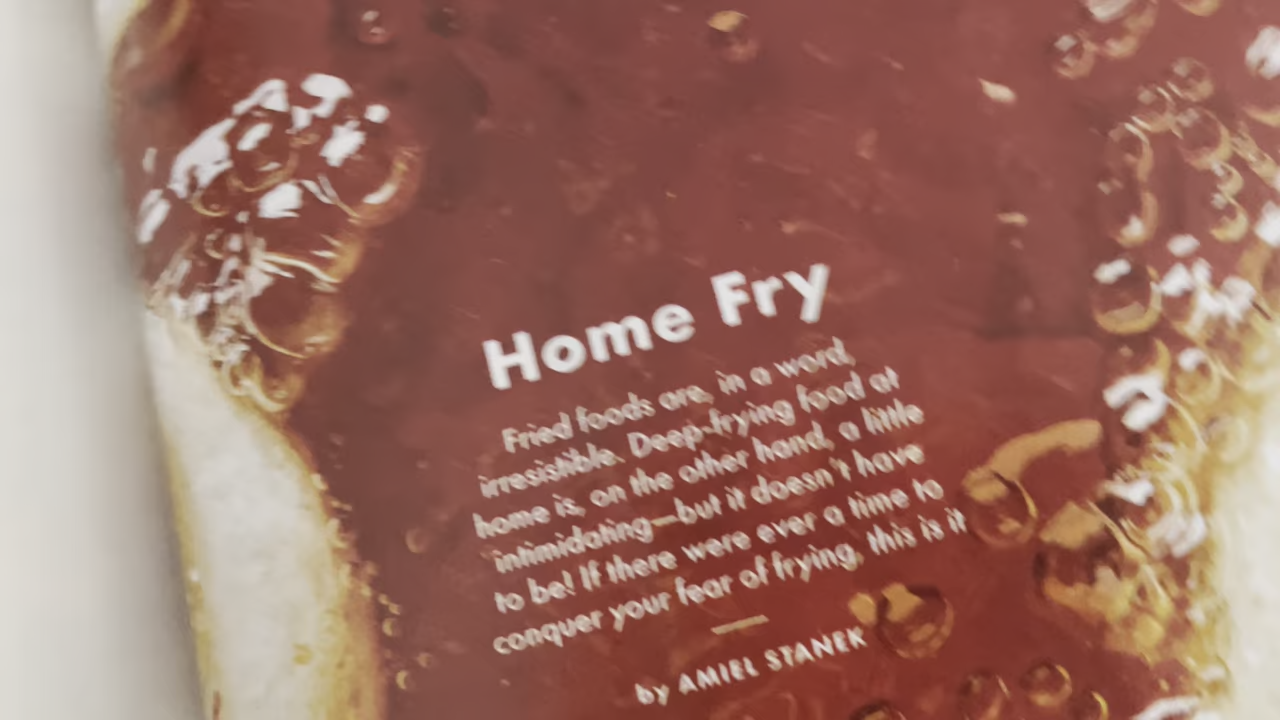 Home Fry
Fried foods are, in a word,
irresistible. Deep-frying food at
home is, on the other hand, a little
intimidating—but it doesn't have
to be! If there were ever a time to
conquer your fear of frying, this is it
by AMIEL STANEK